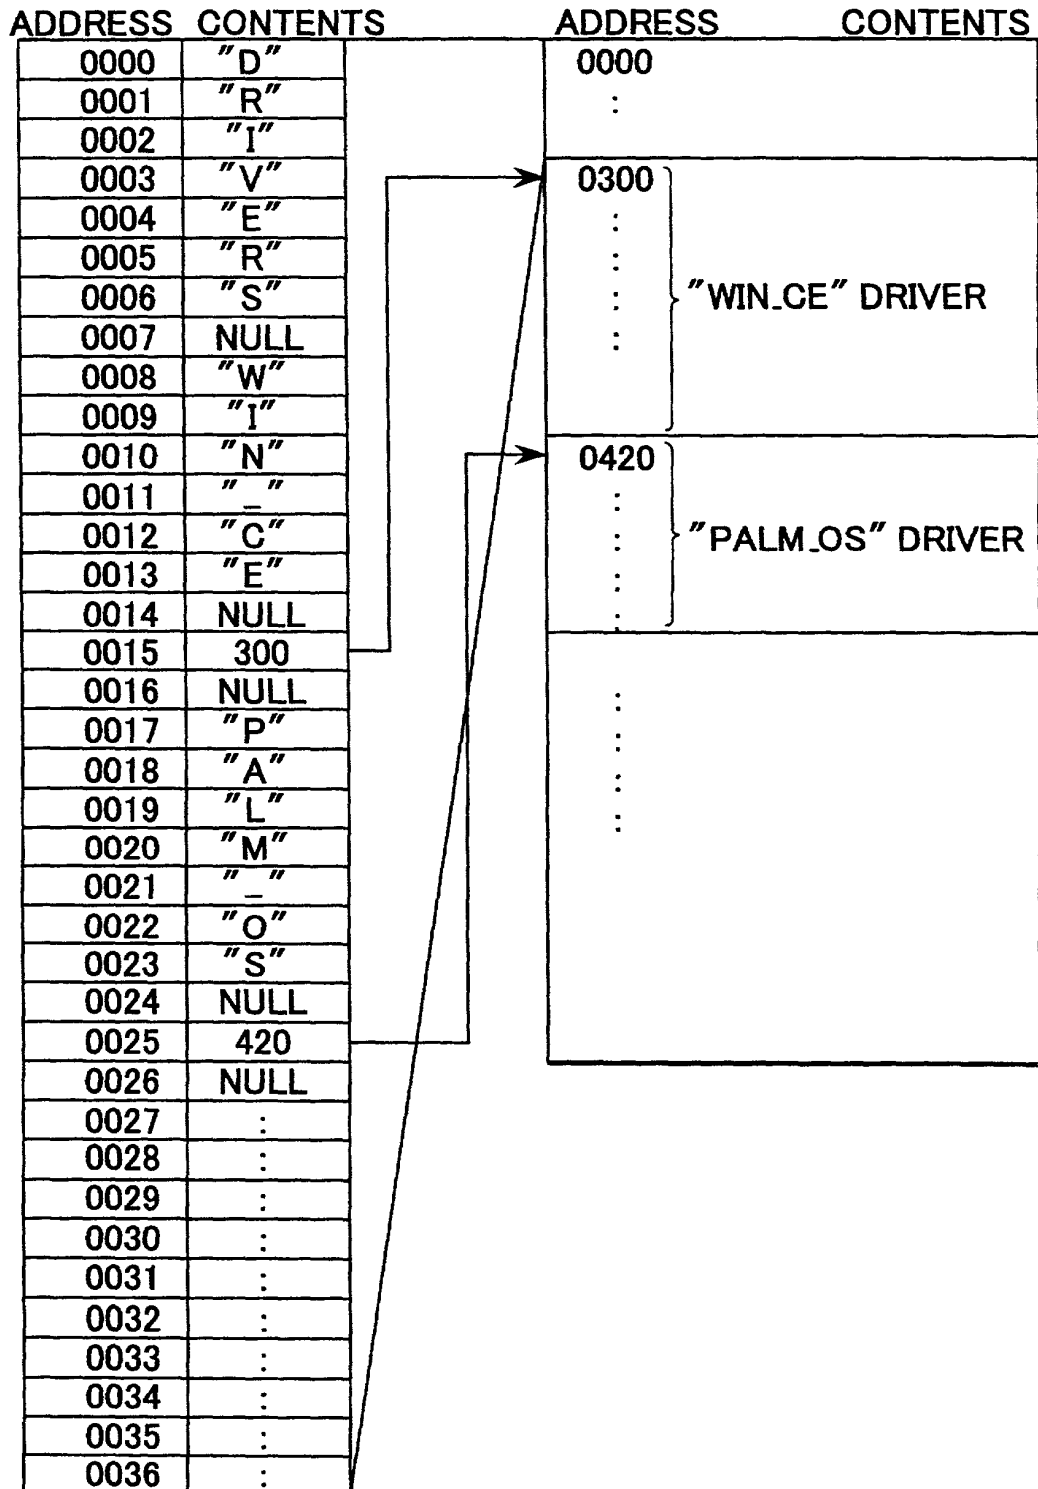 ADDRESS CONTENTS
0000 "D"
0001 "R"
0002 "I"
0003 "V"
0004 "E"
0005 "R"
0006 "S"
0007 NULL
0008 "W"
0009 "I"
0010 "N"
0011 "_"
0012 "C"
0013 "E"
0014 NULL
0015 300
0016 NULL
0017 "P"
0018 "A"
0019 "L"
0020 "M"
0021 "_"
0022 "O"
0023 "S"
0024 NULL
0025 420
0026 NULL
0027 :
0028 :
0029 :
0030 :
0031 :
0032 :
0033 :
0034 :
0035 :
0036 :
ADDRESS CONTENTS
0000
:
0300
:
:
:
:
"WIN_CE" DRIVER
0420
:
:
:
:
"PALM_OS" DRIVER
:
:
:
: